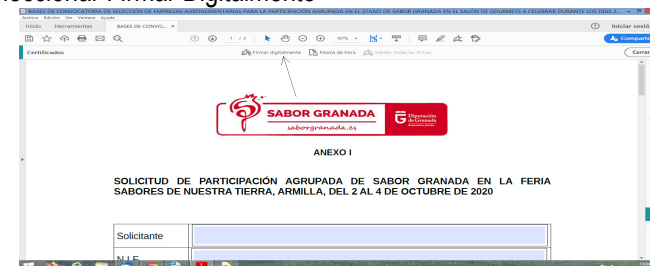 Seleccionar Firmar Digitalmente
BASES DE CONVOCATORIA DE SELECCIÓN DE EMPRESAS AGROALIMENTARIAS PARA LA PARTICIPACIÓN AGRUPADA EN EL STAND DE SABOR GRANADA EN EL SALÓN DE GOURMETS A CELEBRAR DURANTE LOS DÍAS 2...
Archivo Edición Ver Ventana Ayuda
Inicio Herramientas BASES DE CONVO... × Iniciar sesió
1 / 2 Comparti
Certificados Firmar digitalmente Marca de hora Validar todas las firmas Cerrar
SABOR GRANADA
saborgranada.es
Diputación
de Granada
ANEXO I
SOLICITUD DE PARTICIPACIÓN AGRUPADA DE SABOR GRANADA EN LA FERIA
SABORES DE NUESTRA TIERRA, ARMILLA, DEL 2 AL 4 DE OCTUBRE DE 2020
Solicitante
N.I.F.